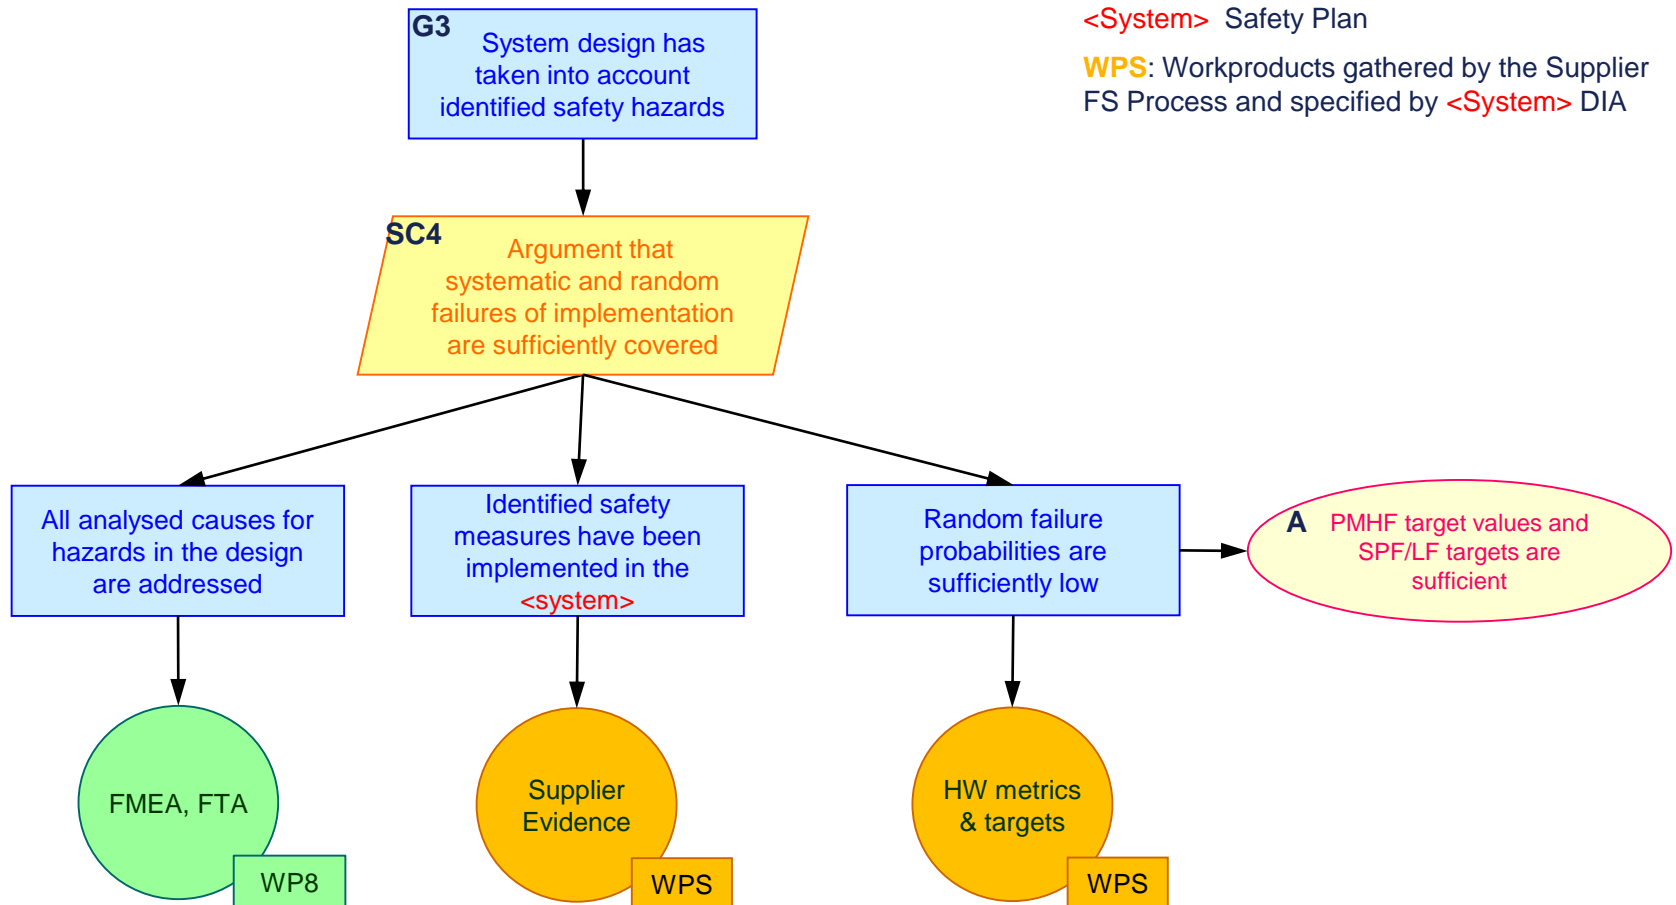 <System> Safety Plan
WPS: Workproducts gathered by the Supplier
FS Process and specified by <System> DIA
G3
System design has
taken into account
identified safety hazards
SC4
Argument that
systematic and random
failures of implementation
are sufficiently covered
All analysed causes for
hazards in the design
are addressed
Identified safety
measures have been
implemented in the
<system>
Random failure
probabilities are
sufficiently low
A
PMHF target values and
SPF/LF targets are
sufficient
FMEA, FTA
WP8
Supplier
Evidence
WPS
HW metrics
& targets
WPS